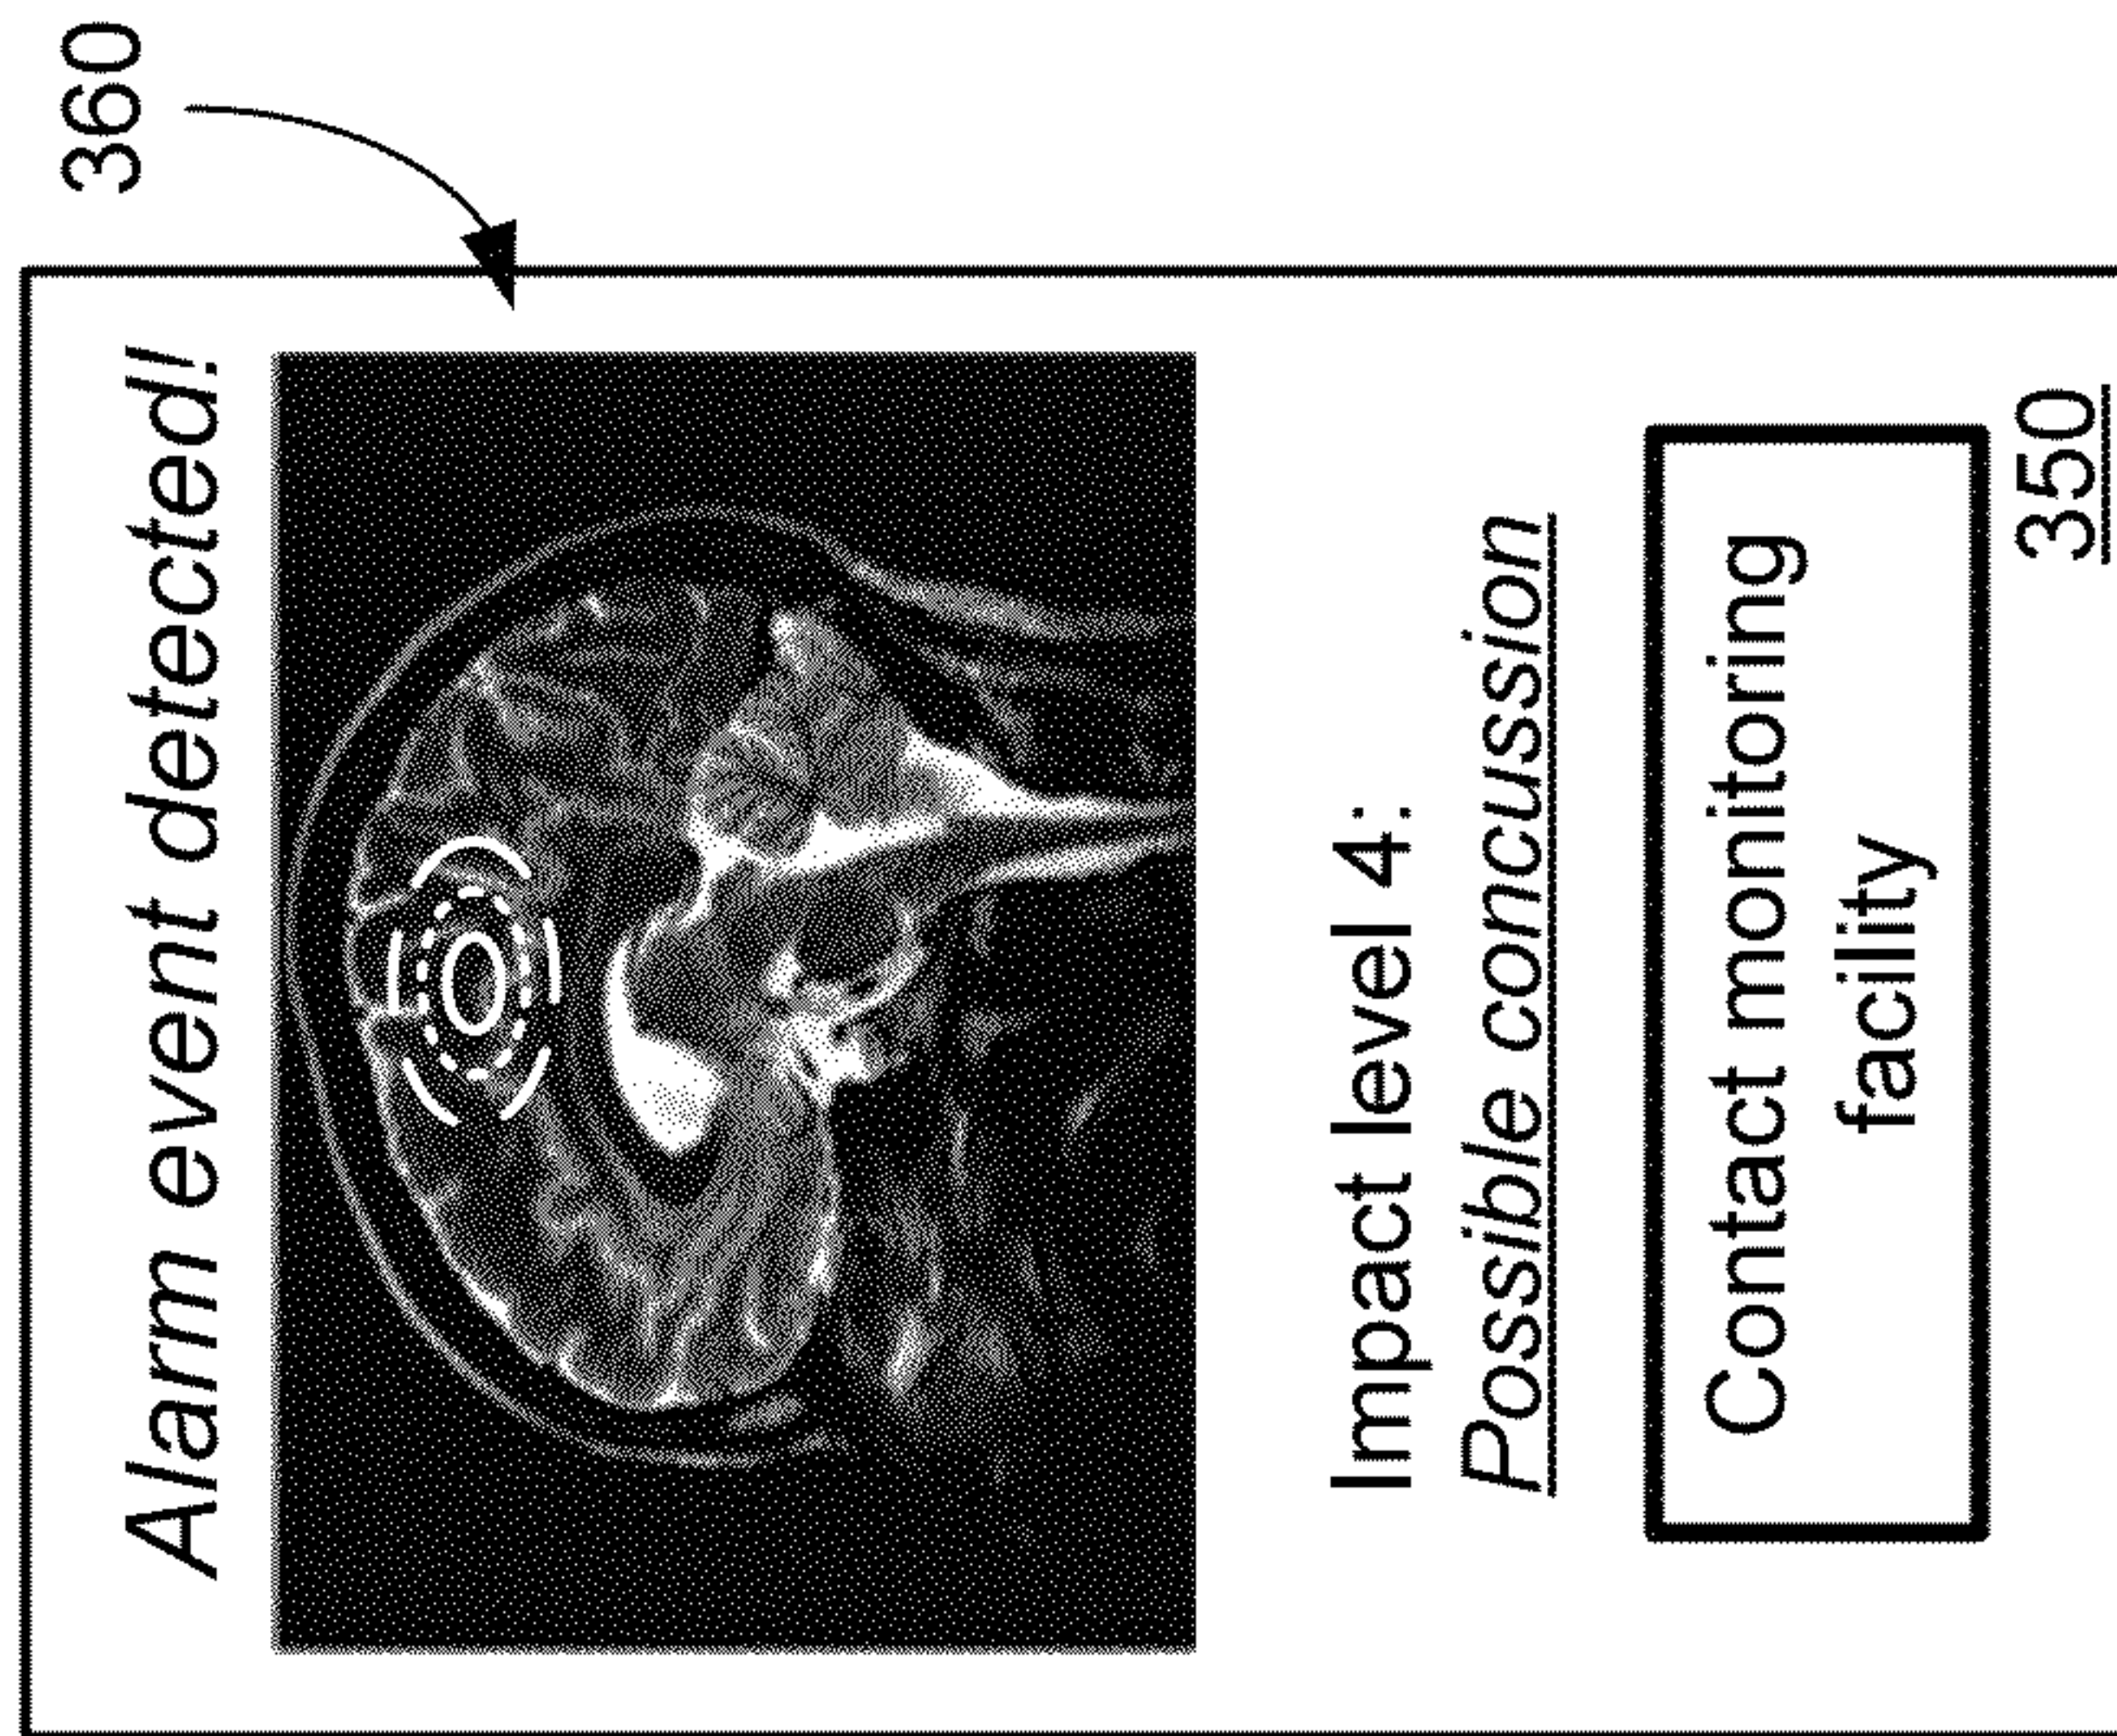 360
Alarm event detected!
Impact level 4:
Possible concussion
Contact monitoring
facility
350